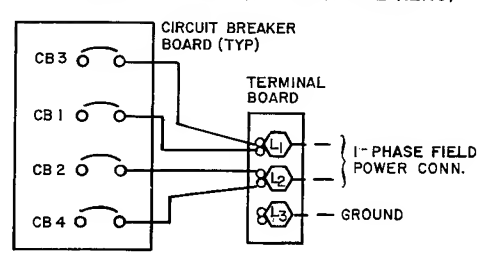 CIRCUIT BREAKER
BOARD (TYP)
CB 3
TERMINAL
BOARD
CB 1
L1
1-PHASE FIELD
POWER CONN.
CB 2
L2
L3
GROUND
CB 4